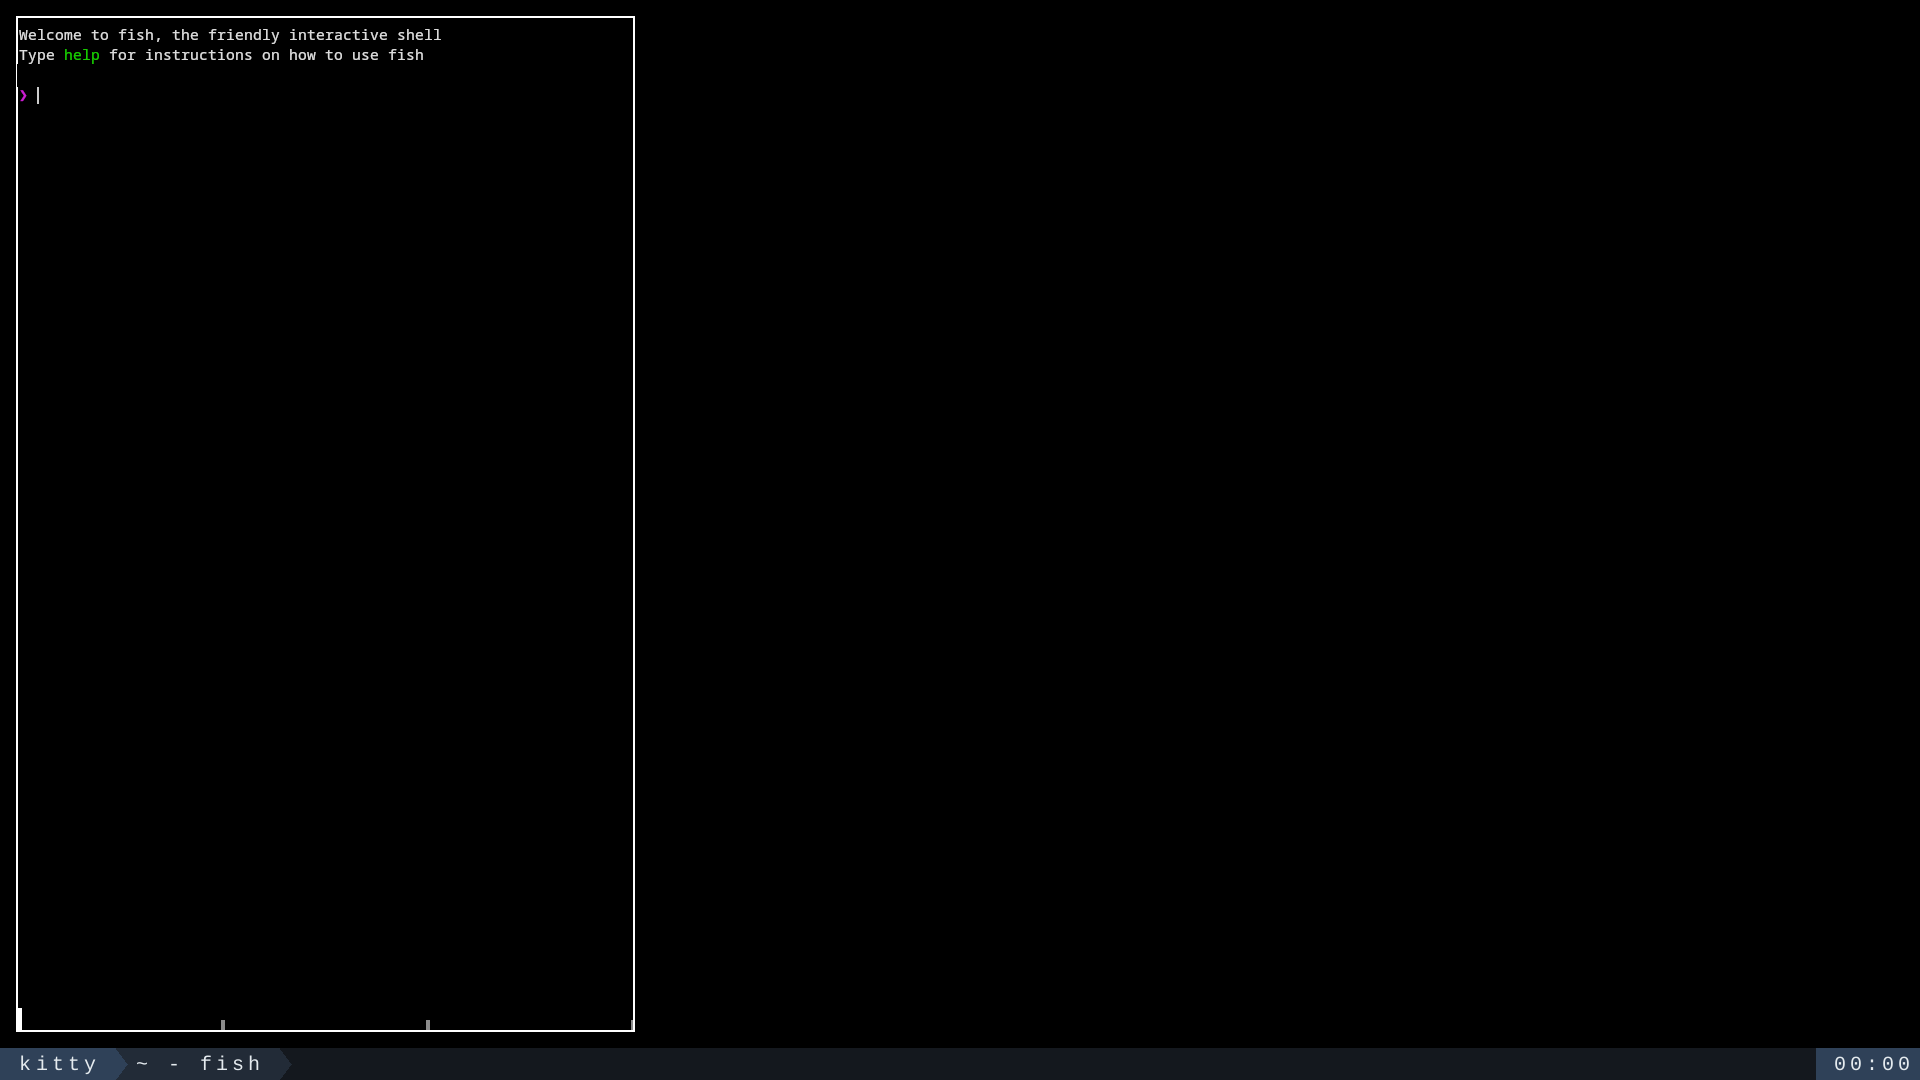 Welcome to fish, the friendly interactive shell
Type help for instructions on how to use fish
❯
kitty ~ - fish 00:00